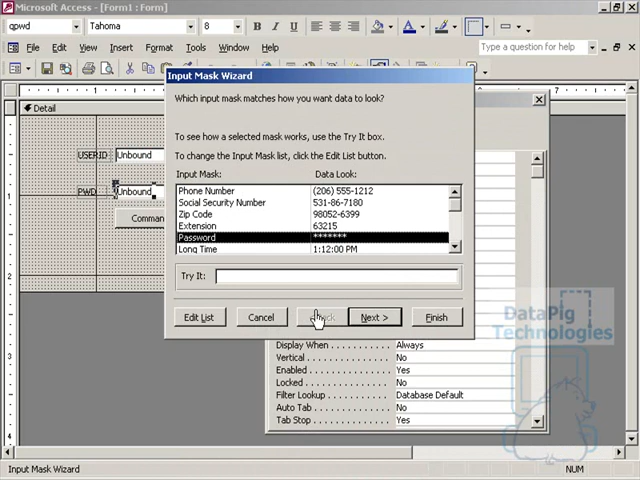 Microsoft Access - [Form1 : Form]
qpwd Tahoma 8 B I U
File Edit View Insert Format Tools Window Help Type a question for help
Input Mask Wizard
Which input mask matches how you want data to look?
To see how a selected mask works, use the Try It box.
To change the Input Mask list, click the Edit List button.
Input Mask: Data Look:
Phone Number (206) 555-1212
Social Security Number 531-86-7180
Zip Code 98052-6399
Extension 63215
Password *******
Long Time 1:12:00 PM
Try It:
Edit List Cancel Next > Finish
Detail
USERID Unbound
PWD Unbound
Comman
1
2
3
4
7
Display When Always
Vertical No
Enabled Yes
Locked No
Filter Lookup Database Default
Auto Tab No
Tab Stop Yes
DataPig
Technologies
Input Mask Wizard NUM